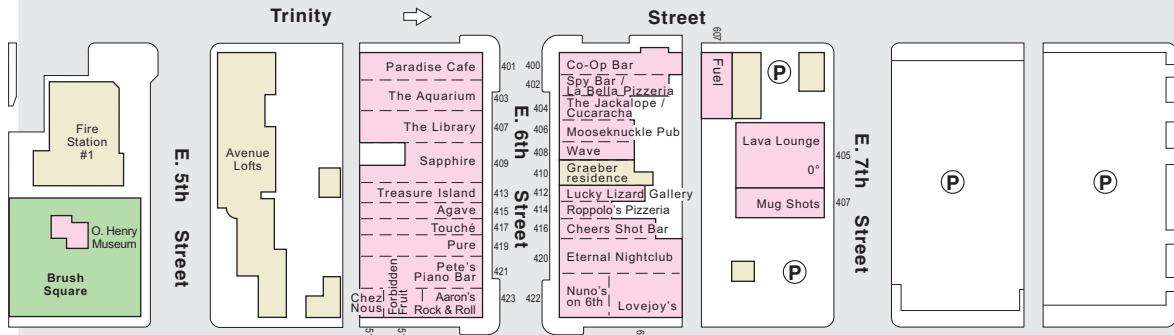 Trinity
Street
607
Fire
Station
#1
O. Henry
Museum
Brush
Square
E. 5th
Street
Avenue
Lofts
Paradise Cafe
The Aquarium
The Library
Sapphire
Treasure Island
Agave
Touché
Pure
Pete's
Piano Bar
Chez
Nous
Forbidden
Fruit
Aaron's
Rock & Roll
401
403
407
409
413
415
417
419
421
423
E. 6th
Street
400
402
404
406
408
410
412
414
416
420
422
Co-Op Bar
Spy Bar /
La Bella Pizzeria
The Jackalope /
Cucaracha
Mooseknuckle Pub
Wave
Graeber
residence
Lucky Lizard Gallery
Roppolo's Pizzeria
Cheers Shot Bar
Eternal Nightclub
Nuno's
on 6th
Lovejoy's
Fuel
P
Lava Lounge
0°
Mug Shots
P
405
407
E. 7th
Street
P
P